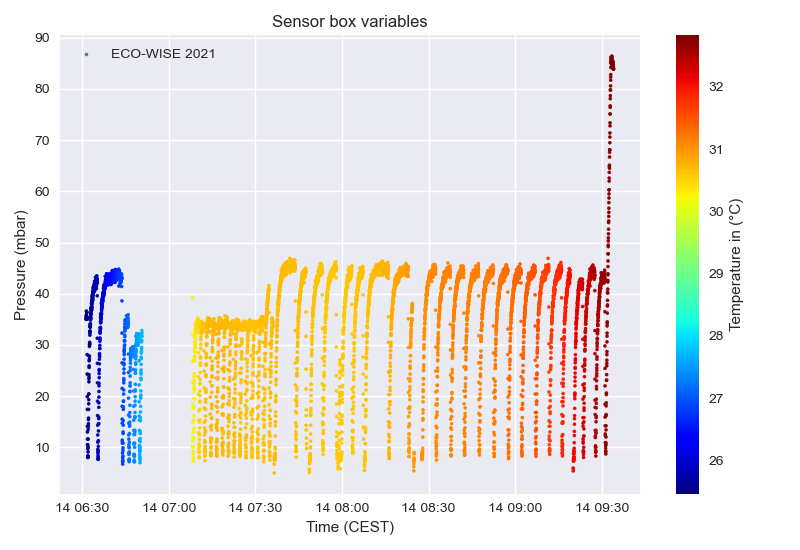 Sensor box variables
ECO-WISE 2021
90
80
70
60
50
40
30
20
10
Pressure (mbar)
14 06:30 14 07:00 14 07:30 14 08:00 14 08:30 14 09:00 14 09:30
Time (CEST)
32
31
30
29
28
27
26
Temperature in (°C)